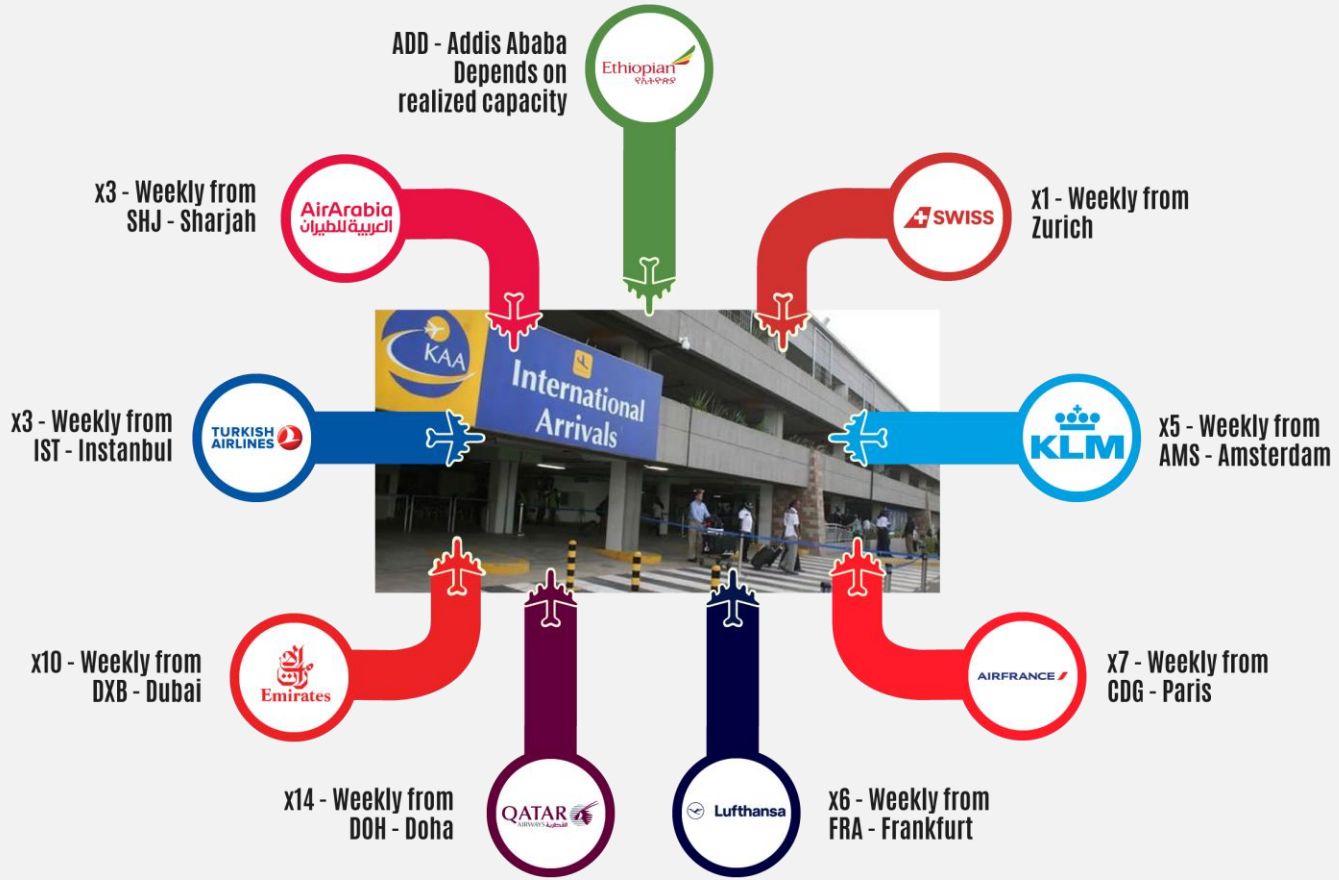 ADD - Addis Ababa
Depends on
realized capacity
Ethiopian
የኢትዮጵያ
x3 - Weekly from
SHJ - Sharjah
AirArabia
العربية للطيران
SWISS
x1 - Weekly from
Zurich
KAA
International
Arrivals
x3 - Weekly from
IST - Instanbul
TURKISH
AIRLINES
KLM
x5 - Weekly from
AMS - Amsterdam
x10 - Weekly from
DXB - Dubai
Emirates
AIRFRANCE
x7 - Weekly from
CDG - Paris
x14 - Weekly from
DOH - Doha
QATAR
AIRWAYS القطرية
Lufthansa
x6 - Weekly from
FRA - Frankfurt